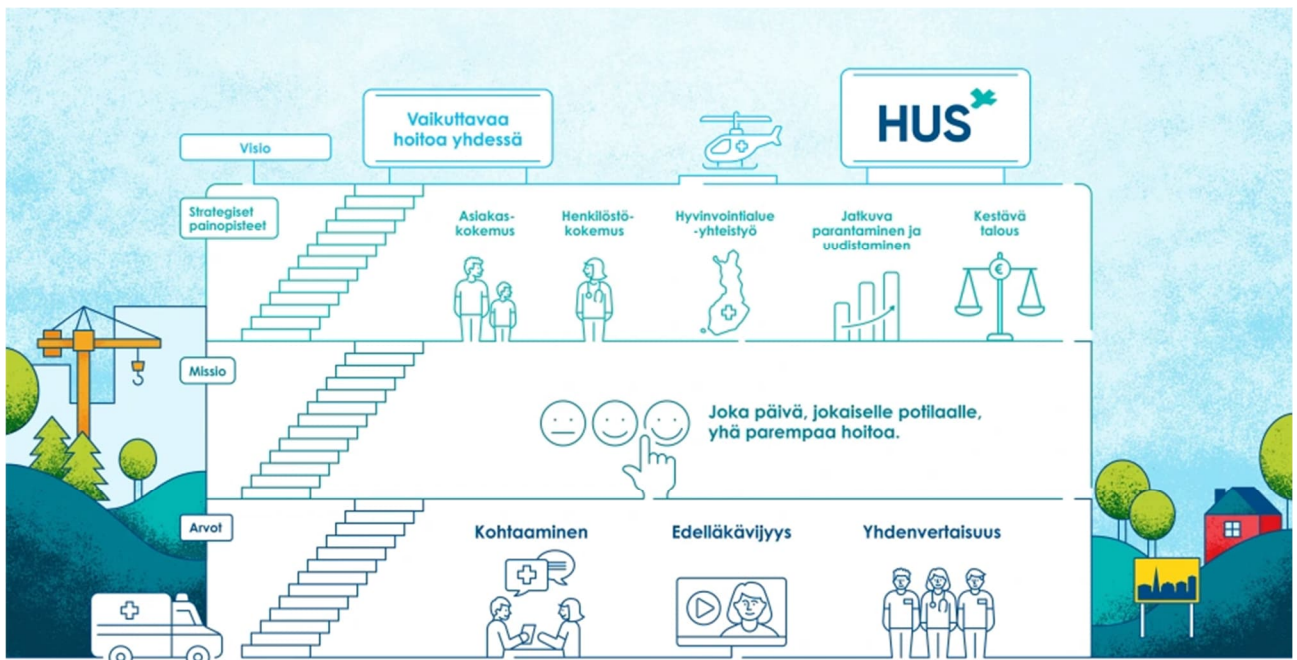 Visio
Vaikuttavaa
hoitoa yhdessä
HUS
Strategiset
painopisteet
Asiakas-
kokemus
Henkilöstö-
kokemus
Hyvinvointialue
-yhteistyö
Jatkuva
parantaminen ja
uudistaminen
Kestävä
talous
€
Missio
Joka päivä, jokaiselle potilaalle,
yhä parempaa hoitoa.
Arvot
Kohtaaminen
Edelläkävijyys
Yhdenvertaisuus